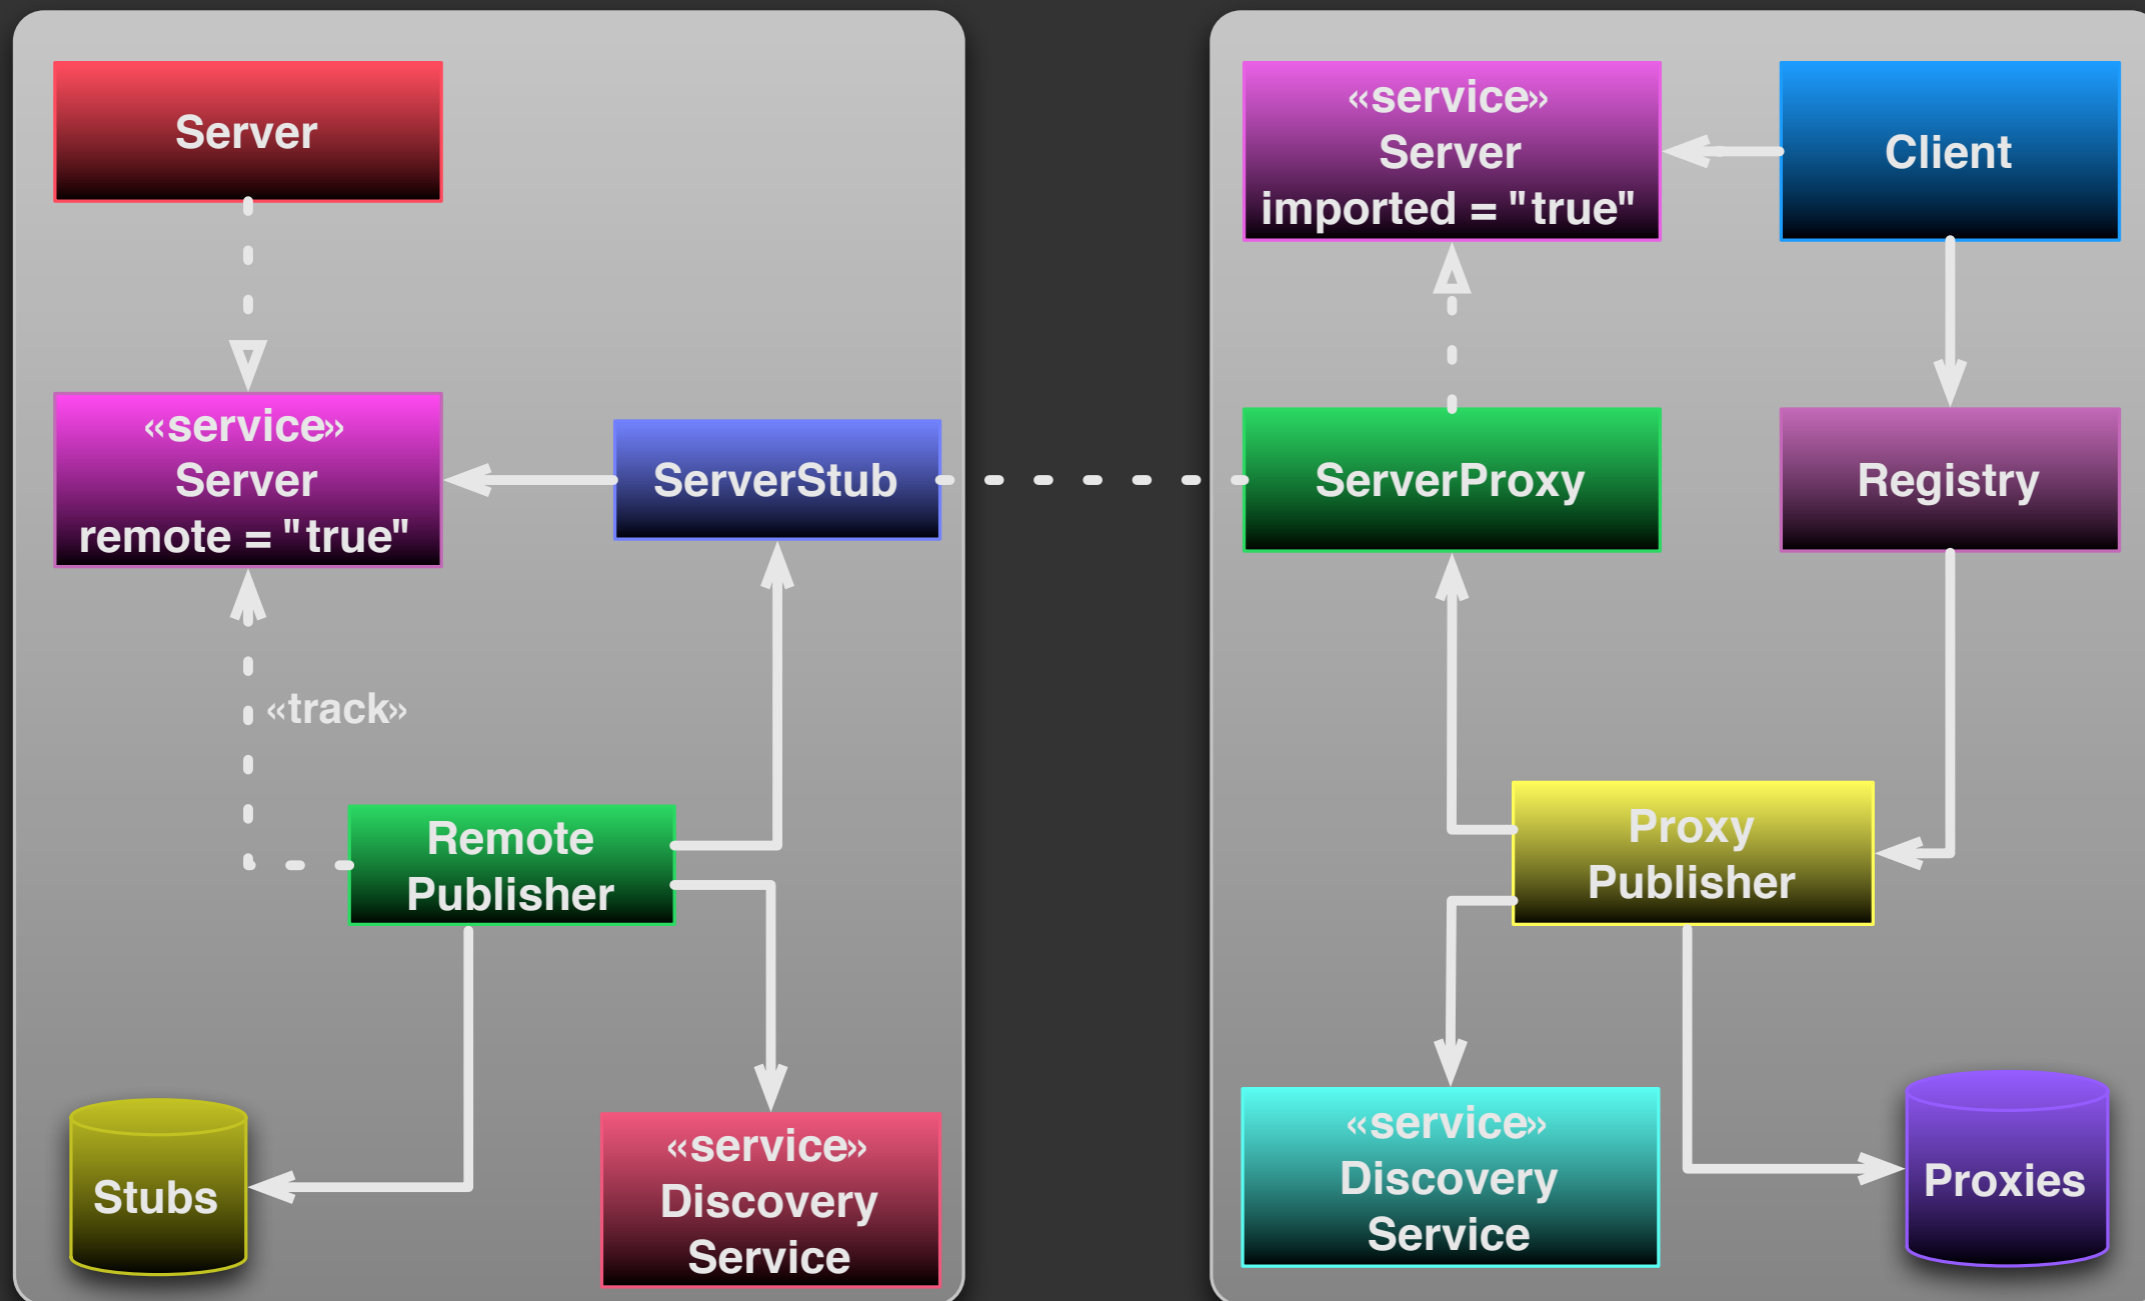 Server
«service»
Server
remote = "true"
ServerStub
«track»
Remote
Publisher
Stubs
«service»
Discovery
Service
«service»
Server
imported = "true"
Client
ServerProxy
Registry
Proxy
Publisher
«service»
Discovery
Service
Proxies